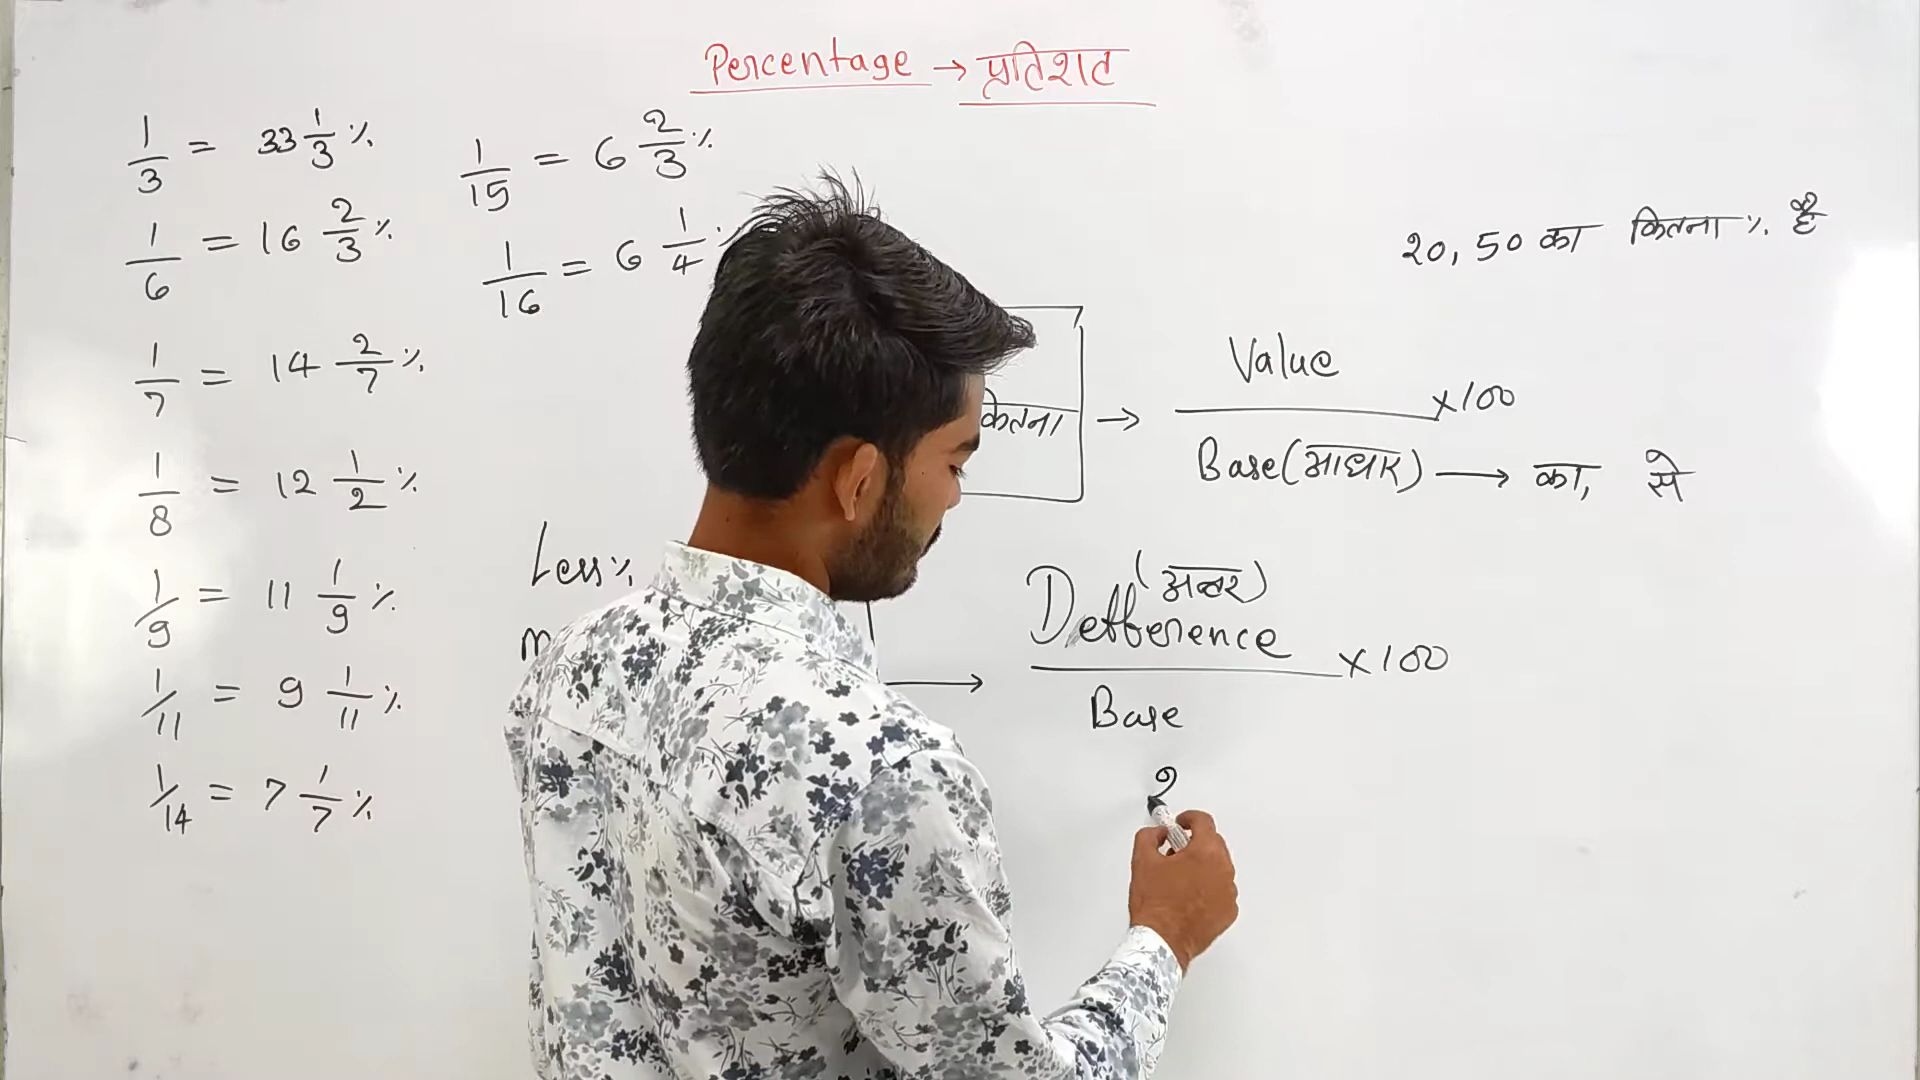 Percentage → प्रतिशत
1/3 = 33 1/3 %
1/6 = 16 2/3 %
1/7 = 14 2/7 %
1/8 = 12 1/2 %
1/9 = 11 1/9 %
1/11 = 9 1/11 %
1/14 = 7 1/7 %
1/15 = 6 2/3 %
1/16 = 6 1/4 %
20, 50 का कितना % है
कितना → Value / Base (आधार) ×100
→ का, से
Less %
→ Defference (अन्तर) / Base ×100
2